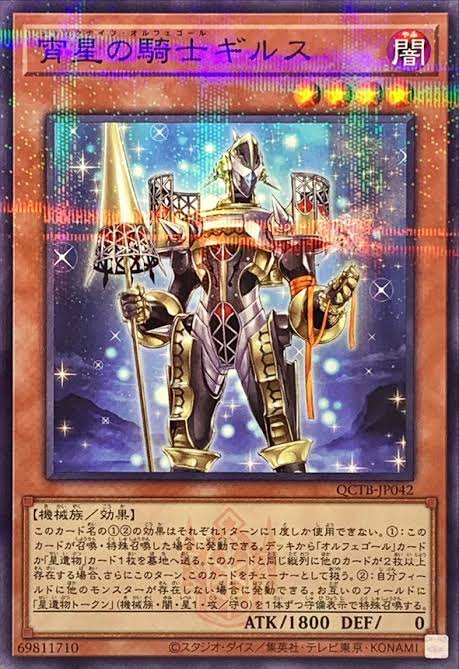 宵星の騎士ギルス
闇
QCTB-JP042
【機械族/効果】
このカード名の①②の効果はそれぞれ1ターンに1度しか使用できない。①:こ
のカードが召喚・特殊召喚した場合に発動できる。デッキから「オルフェゴール」カード
か「星遺物」カード1枚を墓地へ送る。このカードと同じ縦列に他のカードが2枚以上
存在する場合、さらにこのターン、このカードをチューナーとして扱う。②:自分フィー
ルドに他のモンスターが存在しない場合に発動できる。お互いのフィールドに
「星遺物トークン」(機械族・闇・星1・攻/守0)を1体ずつ守備表示で特殊召喚する。
ATK/1800 DEF/ 0
69811710
©スタジオ・ダイス/集英社・テレビ東京・KONAMI